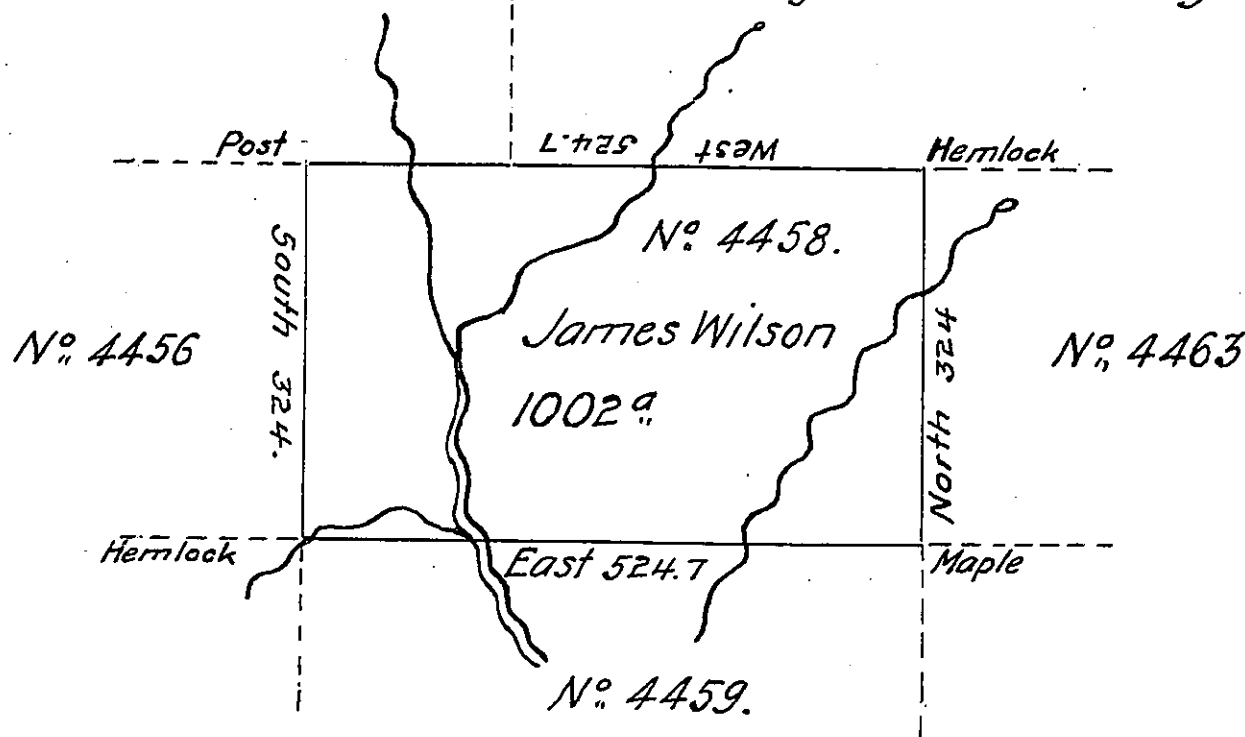 Post
West 524.7
Hemlock
Nº 4458.
South 324.
James Wilson
Nº 4456
North 324
Nº 4463
1002 a
Hemlock
East 524.7
Maple
Nº 4459.